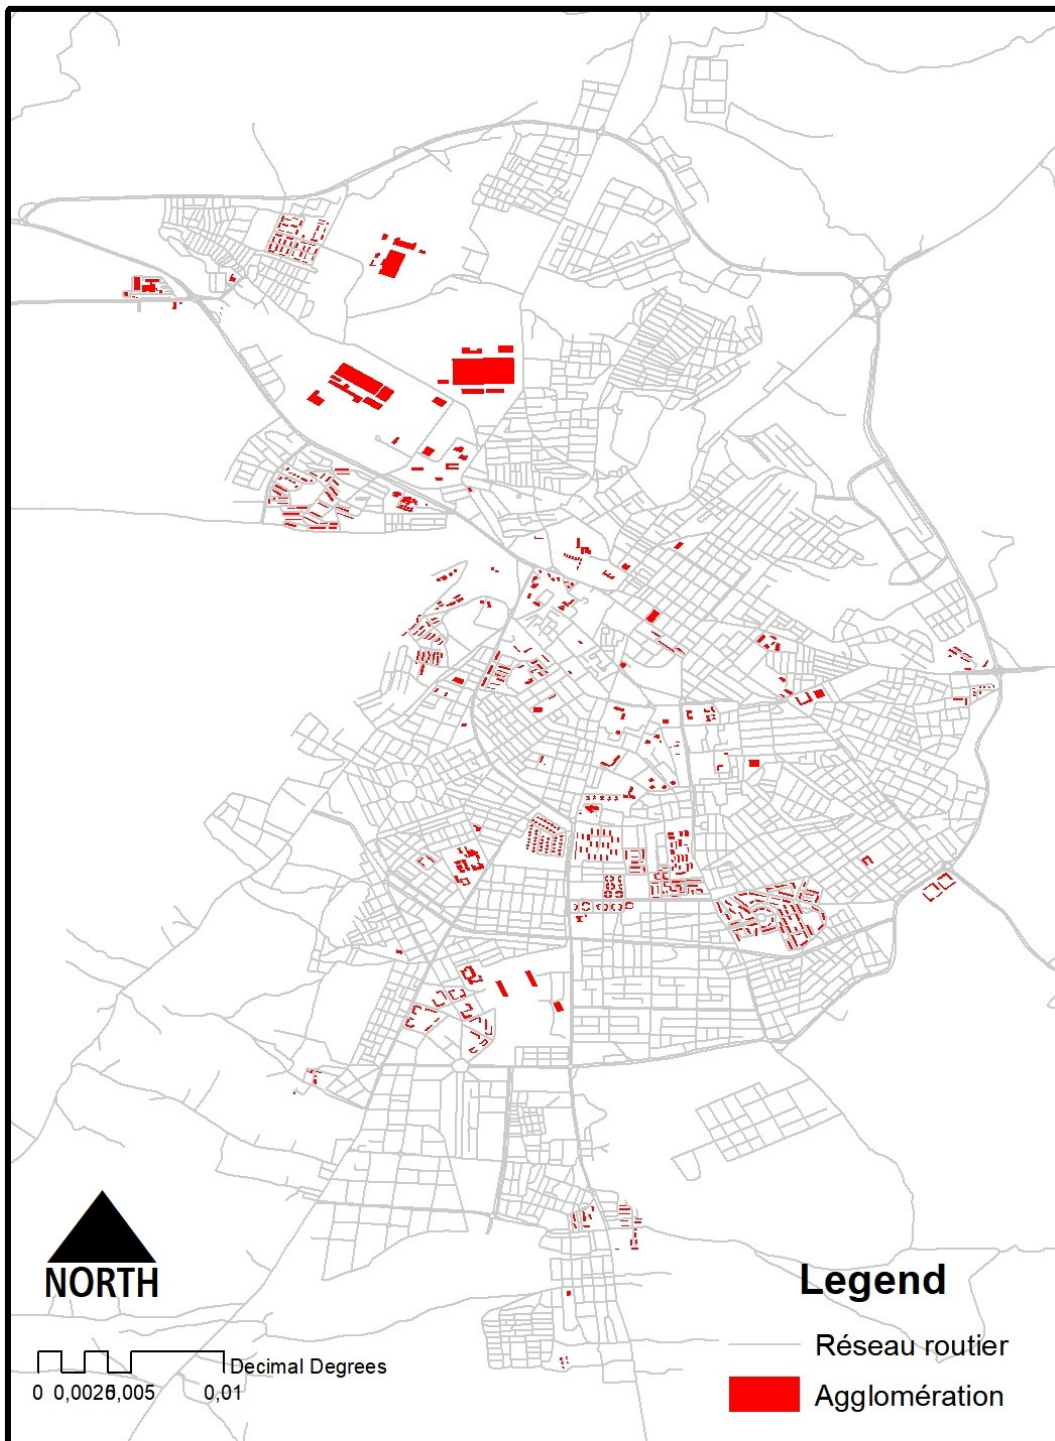 NORTH
Decimal Degrees
0 0,0025 0,005 0,01
Legend
Réseau routier
Agglomération